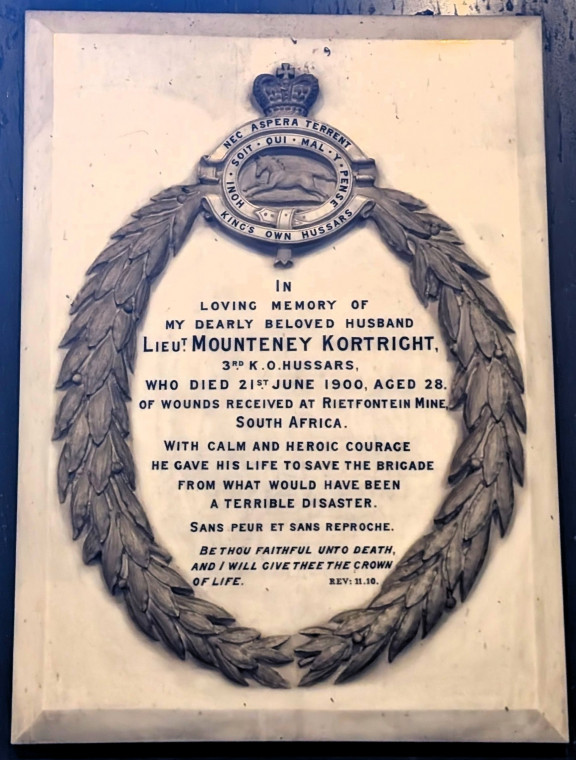 NEC ASPERA TERRENT
HONI · SOIT · QUI · MAL · Y · PENSE
KING'S OWN HUSSARS
IN
LOVING MEMORY OF
MY DEARLY BELOVED HUSBAND
LIEUT MOUNTENEY KORTRIGHT,
3RD K.O.HUSSARS,
WHO DIED 21ST JUNE 1900, AGED 28.
OF WOUNDS RECEIVED AT RIETFONTEIN MINE,
SOUTH AFRICA.
WITH CALM AND HEROIC COURAGE
HE GAVE HIS LIFE TO SAVE THE BRIGADE
FROM WHAT WOULD HAVE BEEN
A TERRIBLE DISASTER.
SANS PEUR ET SANS REPROCHE.
BE THOU FAITHFUL UNTO DEATH,
AND I WILL GIVE THEE THE CROWN
OF LIFE. REV: 11.10.